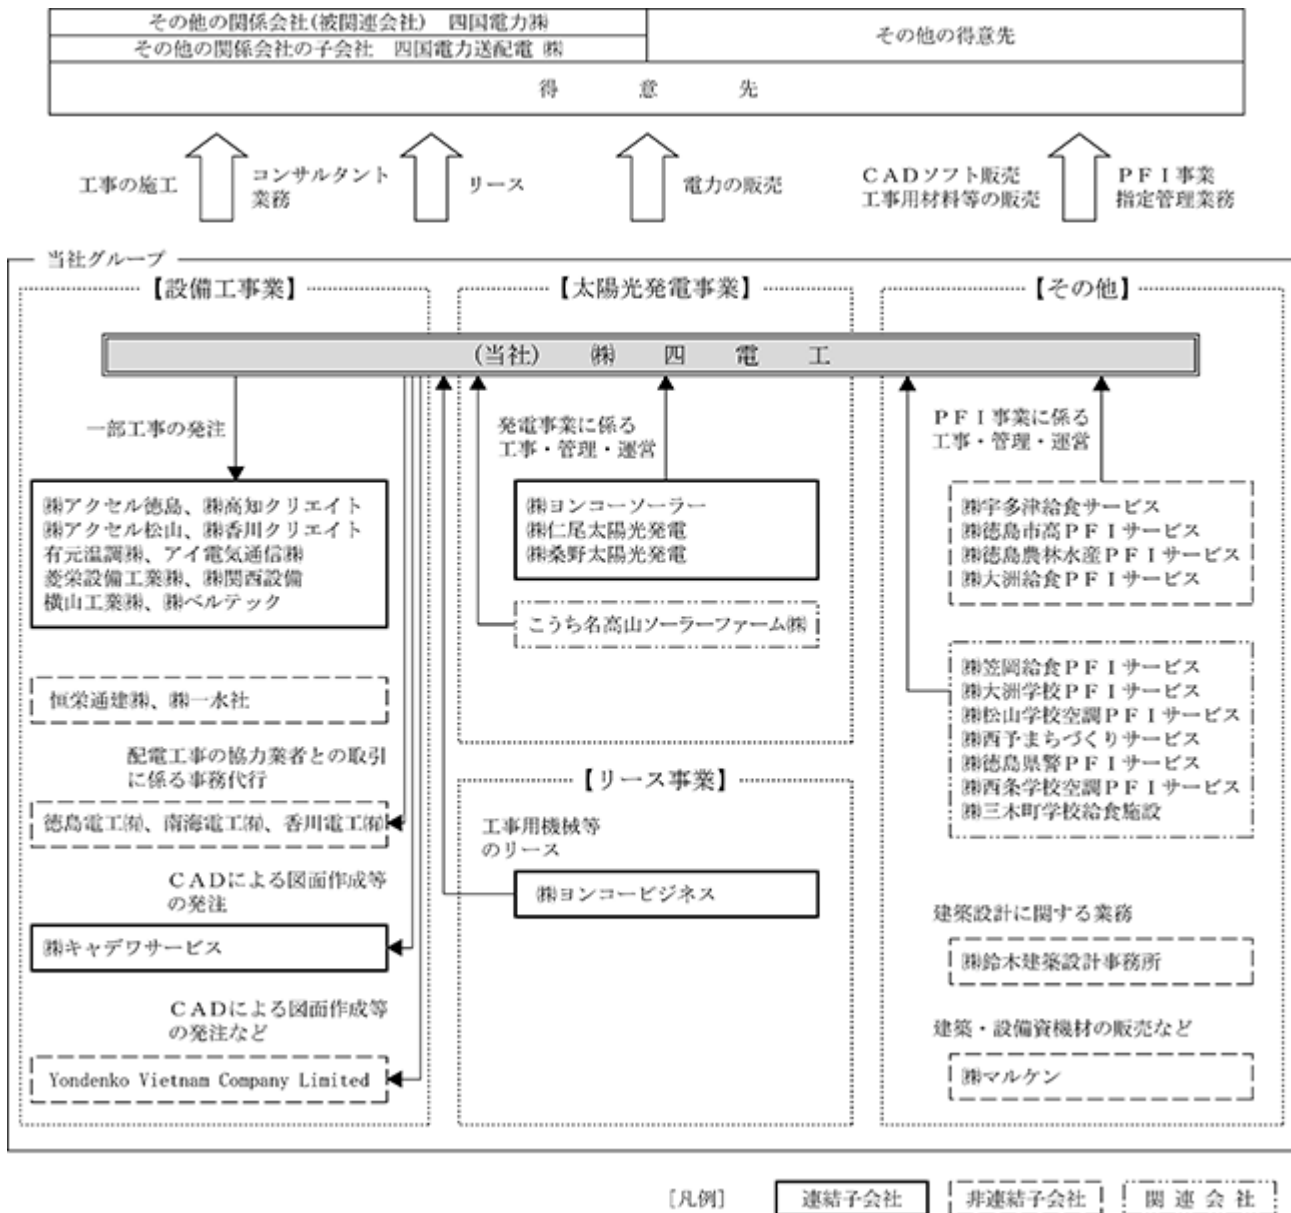 その他の関係会社(被関連会社) 四国電力㈱
その他の関係会社の子会社 四国電力送配電 ㈱
その他の得意先
得 意 先
工事の施工
コンサルタント
業務
リース
電力の販売
CADソフト販売
工事用材料等の販売
PFI事業
指定管理業務
当社グループ
【設備工事業】
【太陽光発電事業】
【その他】
(当社) ㈱ 四 電 工
一部工事の発注
㈱アクセル徳島、㈱高知クリエイト
㈱アクセル松山、㈱香川クリエイト
有元温調㈱、アイ電気通信㈱
菱栄設備工業㈱、㈱関西設備
横山工業㈱、㈱ベルテック
恒栄通建㈱、㈱一水社
配電工事の協力業者との取引
に係る事務代行
徳島電工㈲、南海電工㈲、香川電工㈲
CADによる図面作成等
の発注
㈱キャデワサービス
CADによる図面作成等
の発注など
Yondenko Vietnam Company Limited
発電事業に係る
工事・管理・運営
㈱ヨンコーソーラー
㈱仁尾太陽光発電
㈱桑野太陽光発電
こうち名高山ソーラーファーム㈱
【リース事業】
工事用機械等
のリース
㈱ヨンコービジネス
PFI事業に係る
工事・管理・運営
㈱宇多津給食サービス
㈱徳島市高PFIサービス
㈱徳島農林水産PFIサービス
㈱大洲給食PFIサービス
㈱笠岡給食PFIサービス
㈱大洲学校PFIサービス
㈱松山学校空調PFIサービス
㈱西予まちづくりサービス
㈱徳島県警PFIサービス
㈱西条学校空調PFIサービス
㈱三木町学校給食施設
建築設計に関する業務
㈱鈴木建築設計事務所
建築・設備資機材の販売など
㈱マルケン
[凡例]
連結子会社
非連結子会社
関 連 会 社